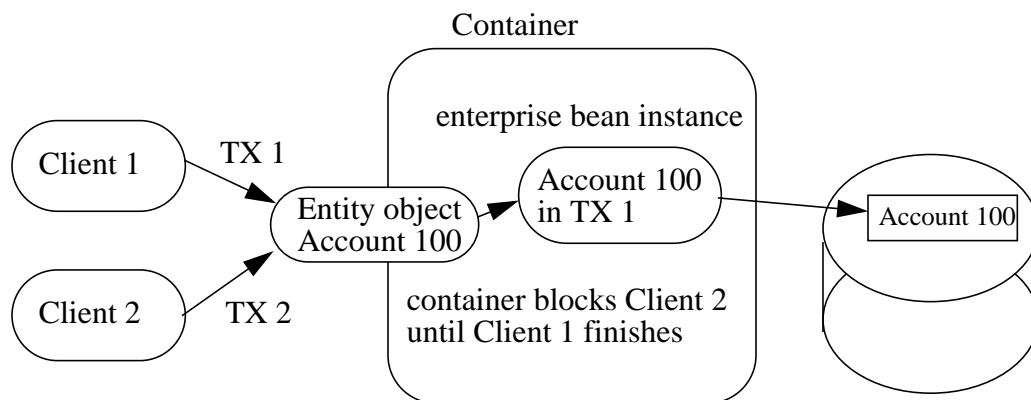 Container
enterprise bean instance
Client 1
TX 1
Account 100
in TX 1
Entity object
Account 100
Account 100
Client 2
TX 2
container blocks Client 2
until Client 1 finishes